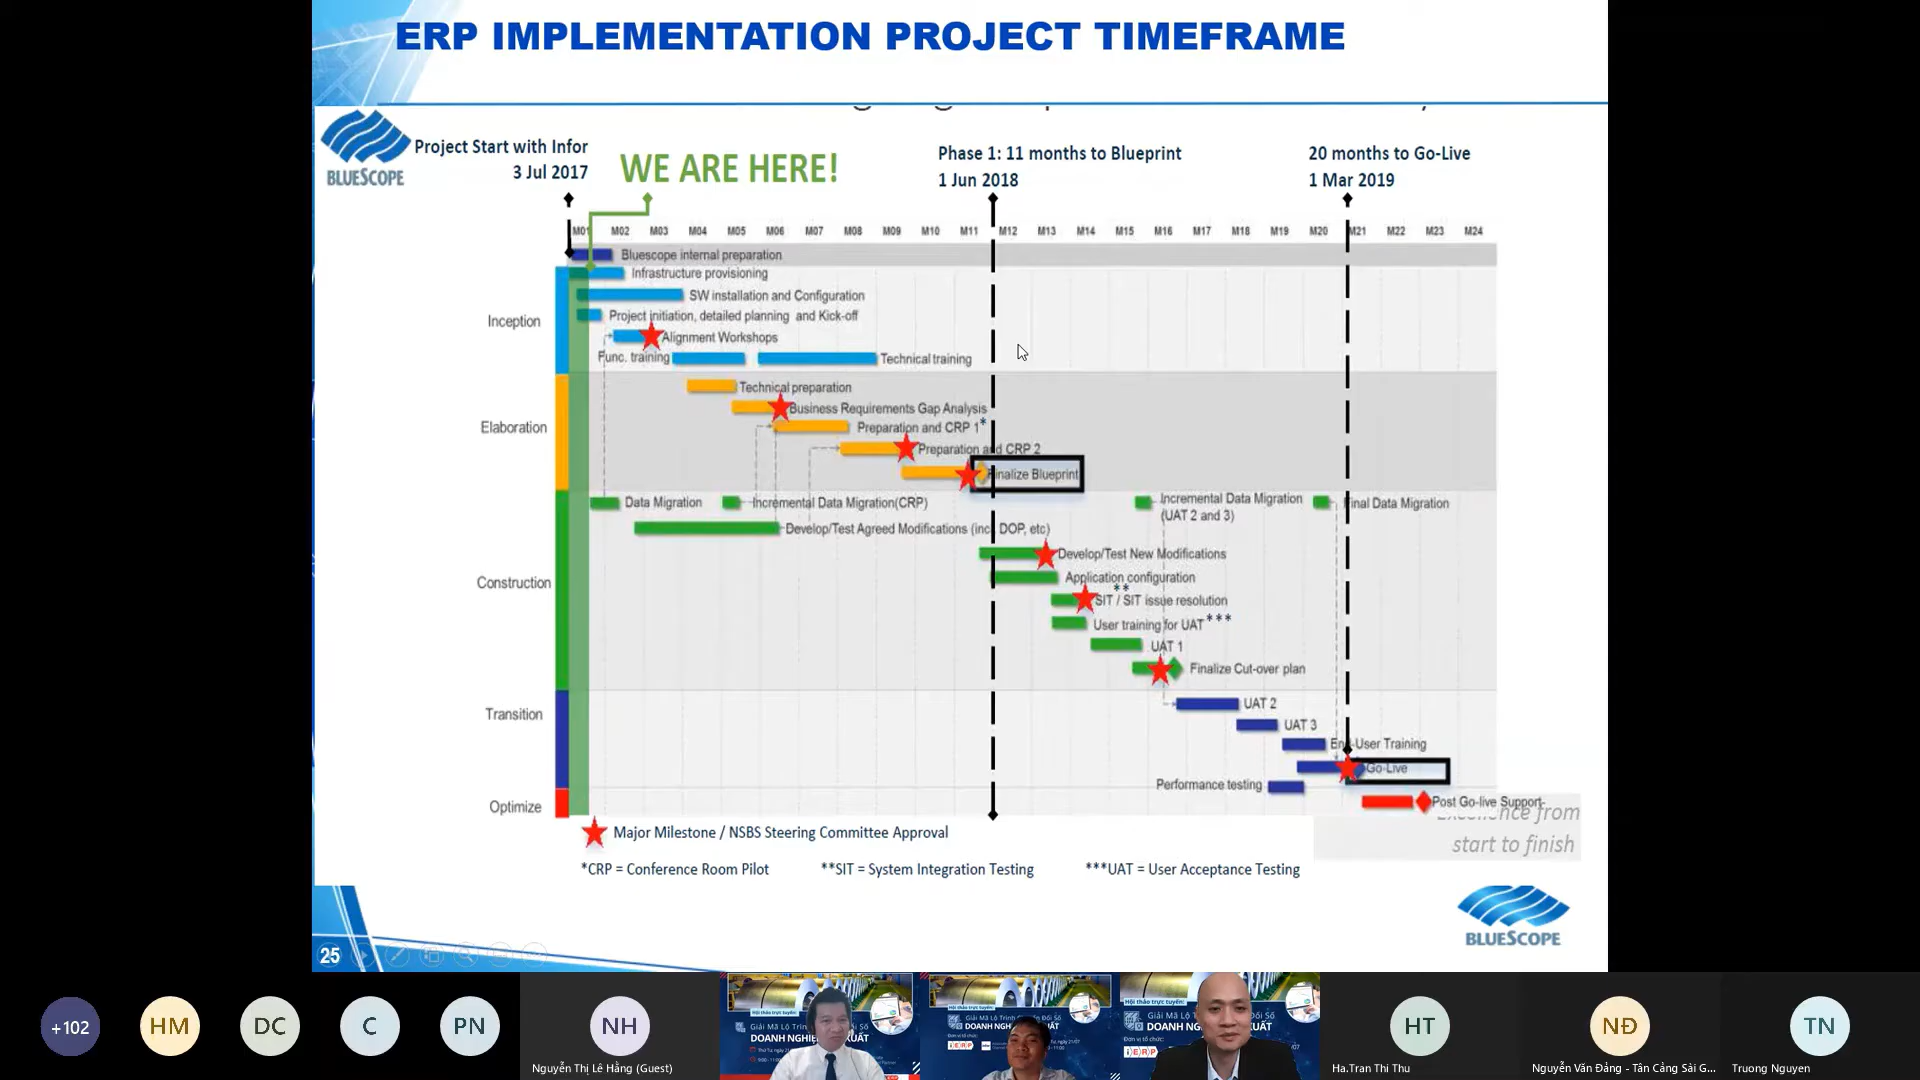 ERP IMPLEMENTATION PROJECT TIMEFRAME
BLUESCOPE
Project Start with Infor
3 Jul 2017
WE ARE HERE!
Phase 1: 11 months to Blueprint
1 Jun 2018
20 months to Go-Live
1 Mar 2019
M01 M02 M03 M04 M05 M06 M07 M08 M09 M10 M11 M12 M13 M14 M15 M16 M17 M18 M19 M20 M21 M22 M23 M24
Bluescope internal preparation
Inception
Infrastructure provisioning
SW installation and Configuration
Project initiation, detailed planning and Kick-off
Alignment Workshops
Func. training
Technical training
Elaboration
Technical preparation
Business Requirements Gap Analysis
Preparation and CRP 1*
Preparation and CRP 2
Finalize Blueprint
Construction
Data Migration
Incremental Data Migration(CRP)
Incremental Data Migration
(UAT 2 and 3)
Final Data Migration
Develop/Test Agreed Modifications (incl. DOP, etc)
Develop/Test New Modifications
Application configuration
SIT / SIT issue resolution **
User training for UAT ***
UAT 1
Finalize Cut-over plan
Transition
UAT 2
UAT 3
End-User Training
Go-Live
Performance testing
Optimize
Post Go-live Support
Excellence from
start to finish
Major Milestone / NSBS Steering Committee Approval
*CRP = Conference Room Pilot
**SIT = System Integration Testing
***UAT = User Acceptance Testing
BLUESCOPE
25
+102
HM
DC
C
PN
NH
Nguyễn Thị Lê Hằng (Guest)
Hội thảo trực tuyến:
Giải Mã Lộ Trình
HT
Ha.Tran Thi Thu
NĐ
Nguyễn Văn Đảng - Tân Cảng Sài G...
TN
Truong Nguyen